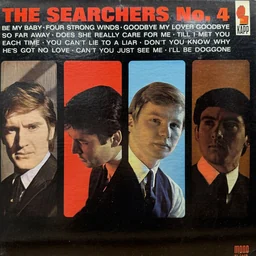 THE SEARCHERS No. 4
KAPP
BE MY BABY · FOUR STRONG WINDS · GOODBYE MY LOVER GOODBYE
SO FAR AWAY · DOES SHE REALLY CARE FOR ME · TILL I MET YOU
EACH TIME · YOU CAN'T LIE TO A LIAR · DON'T YOU KNOW WHY
HE'S GOT NO LOVE · CAN'T YOU JUST SEE ME · I'LL BE DOGGONE
mono